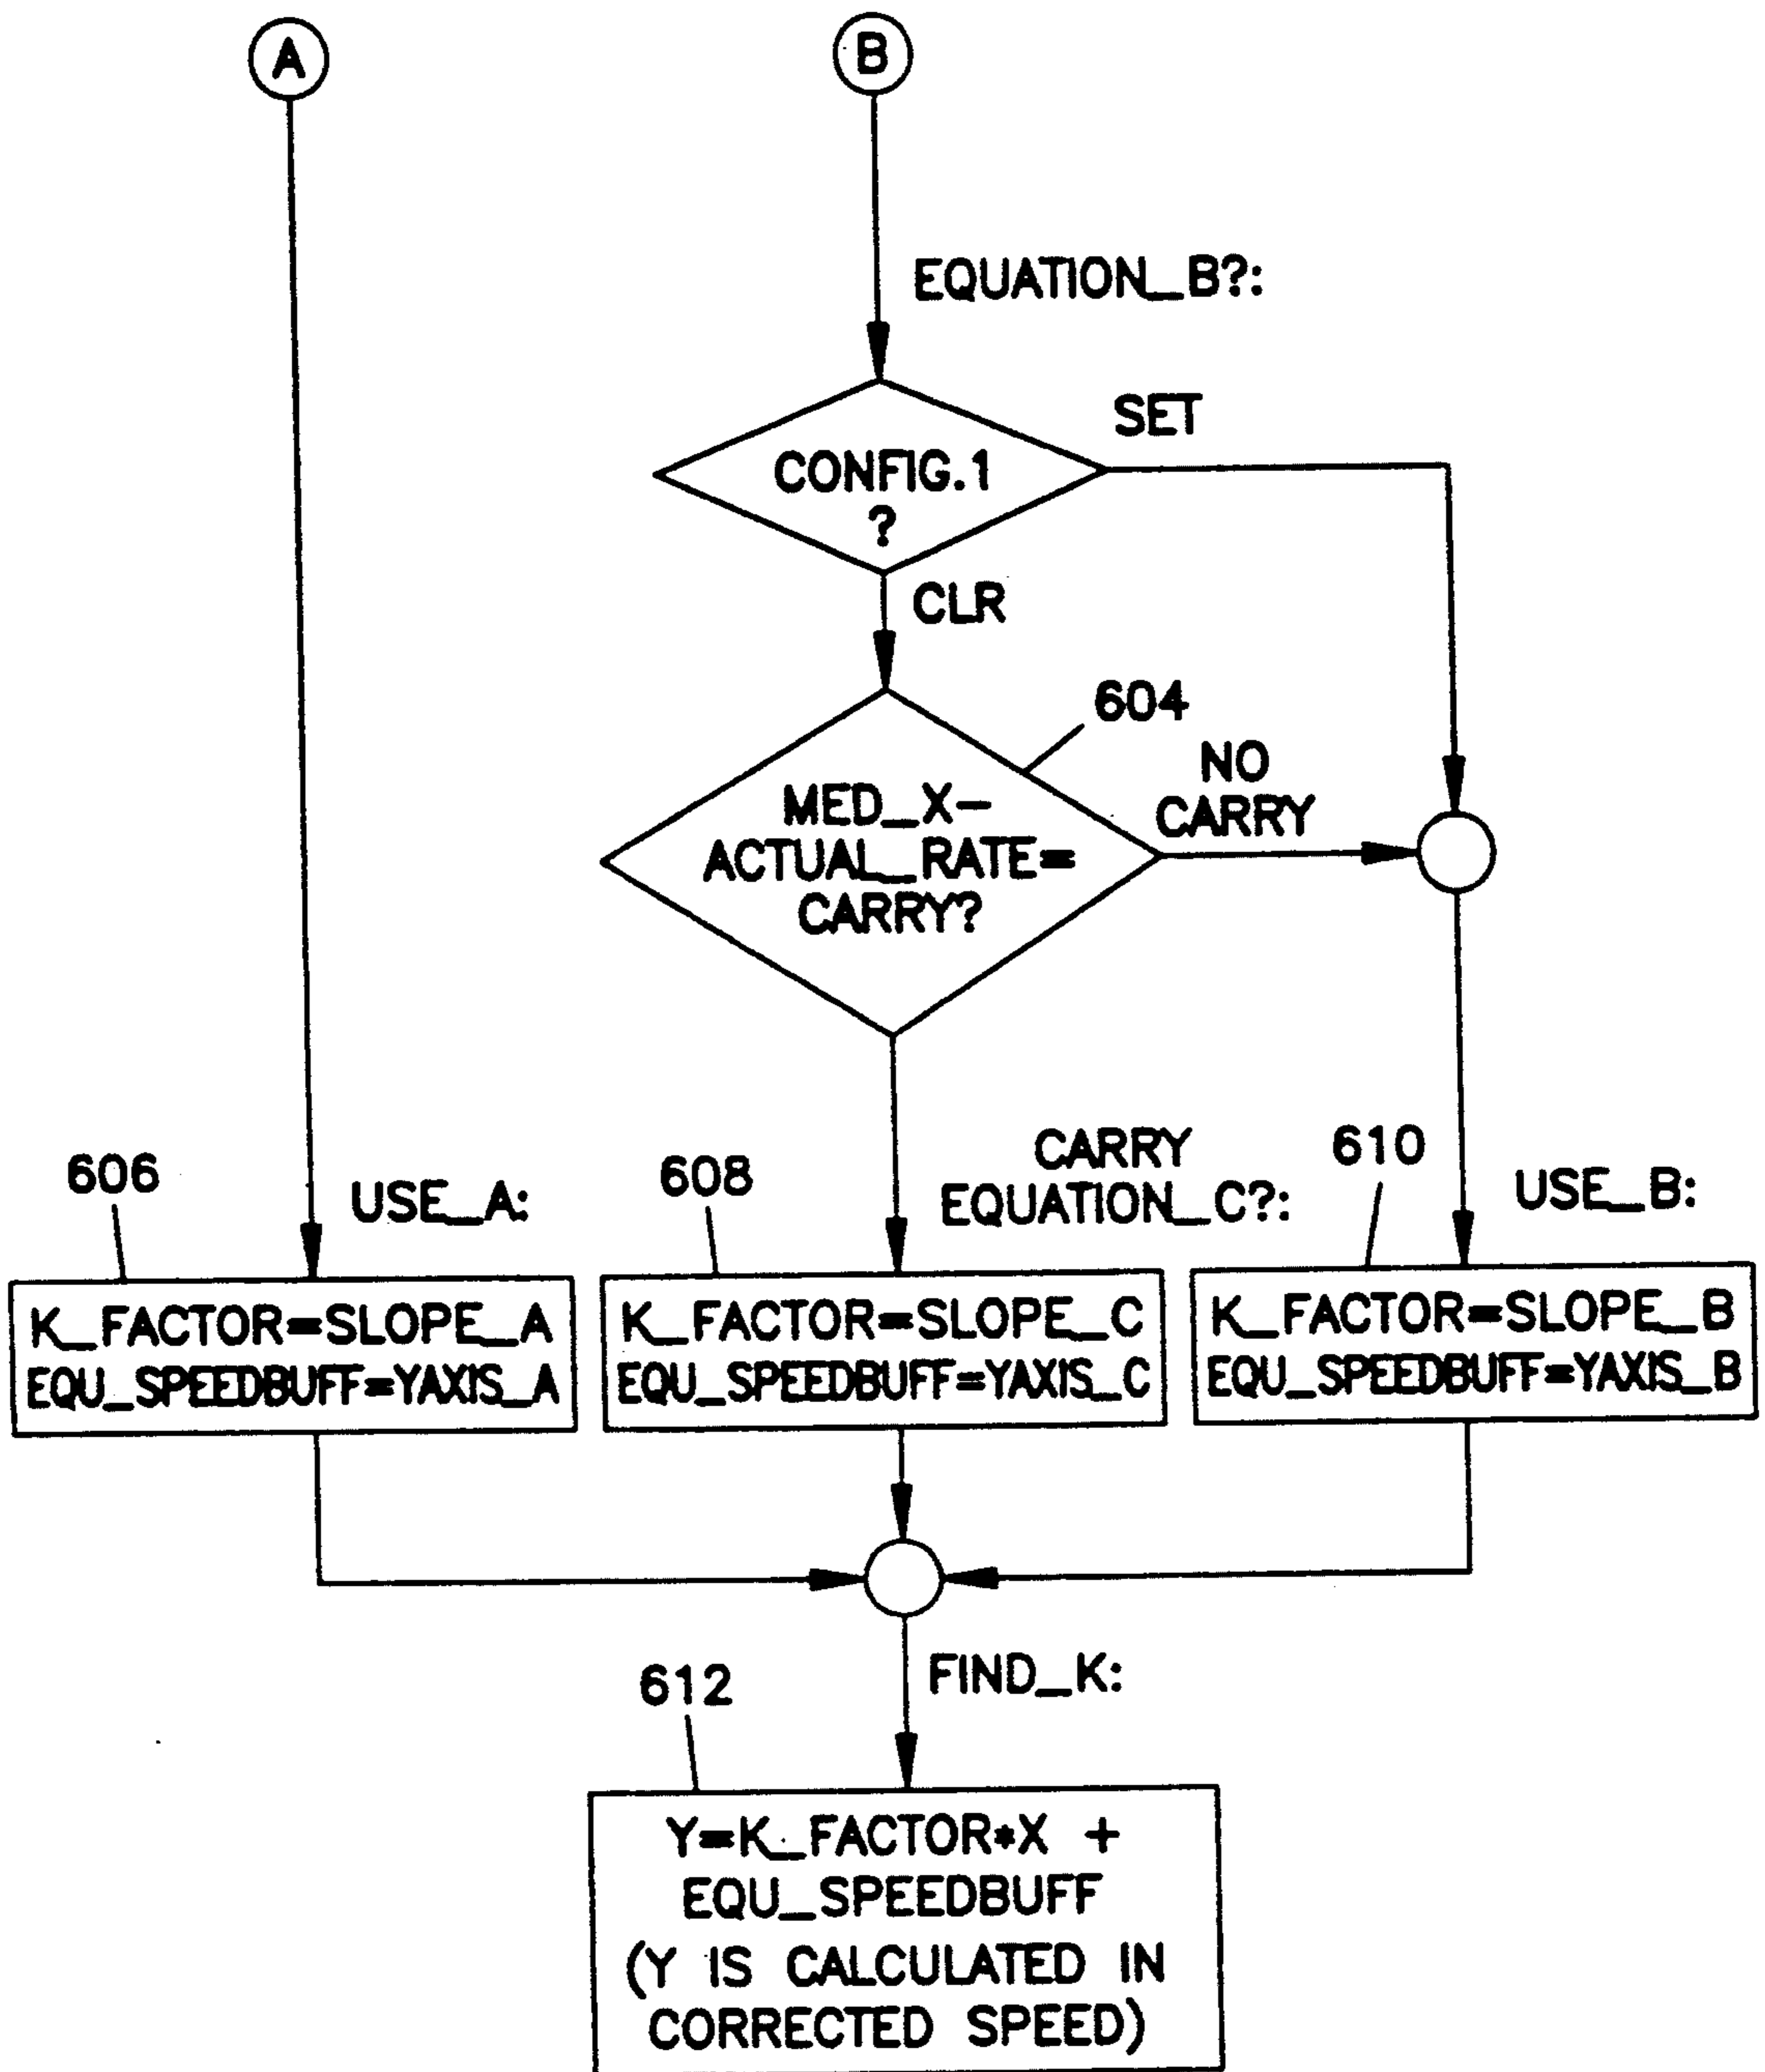 A
B
EQUATION_B?:
SET
CONFIG.1
?
CLR
604
NO
CARRY
MED_X-
ACTUAL_RATE=
CARRY?
606
USE_A:
608
CARRY
EQUATION_C?:
610
USE_B:
K_FACTOR=SLOPE_A
EQU_SPEEDBUFF=YAXIS_A
K_FACTOR=SLOPE_C
EQU_SPEEDBUFF=YAXIS_C
K_FACTOR=SLOPE_B
EQU_SPEEDBUFF=YAXIS_B
612
FIND_K:
Y=K_FACTOR*X +
EQU_SPEEDBUFF
(Y IS CALCULATED IN
CORRECTED SPEED)